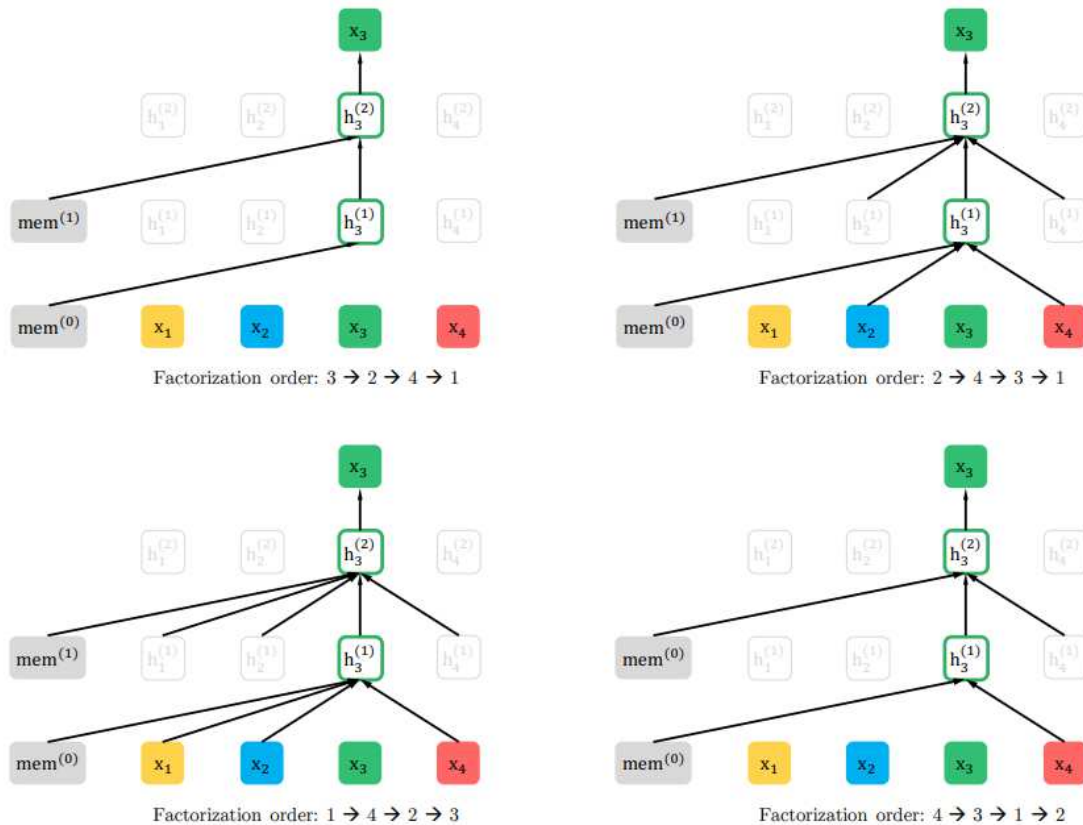 x₃ x₃
h₁⁽²⁾ h₂⁽²⁾ h₃⁽²⁾ h₄⁽²⁾ h₁⁽²⁾ h₂⁽²⁾ h₃⁽²⁾ h₄⁽²⁾
mem⁽¹⁾ h₁⁽¹⁾ h₂⁽¹⁾ h₃⁽¹⁾ h₄⁽¹⁾ mem⁽¹⁾ h₁⁽¹⁾ h₂⁽¹⁾ h₃⁽¹⁾ h₄⁽¹⁾
mem⁽⁰⁾ x₁ x₂ x₃ x₄ mem⁽⁰⁾ x₁ x₂ x₃ x₄
Factorization order: 3 → 2 → 4 → 1 Factorization order: 2 → 4 → 3 → 1
x₃ x₃
h₁⁽²⁾ h₂⁽²⁾ h₃⁽²⁾ h₄⁽²⁾ h₁⁽²⁾ h₂⁽²⁾ h₃⁽²⁾ h₄⁽²⁾
mem⁽¹⁾ h₁⁽¹⁾ h₂⁽¹⁾ h₃⁽¹⁾ h₄⁽¹⁾ mem⁽⁰⁾ h₁⁽¹⁾ h₂⁽¹⁾ h₃⁽¹⁾ h₄⁽¹⁾
mem⁽⁰⁾ x₁ x₂ x₃ x₄ mem⁽⁰⁾ x₁ x₂ x₃ x₄
Factorization order: 1 → 4 → 2 → 3 Factorization order: 4 → 3 → 1 → 2